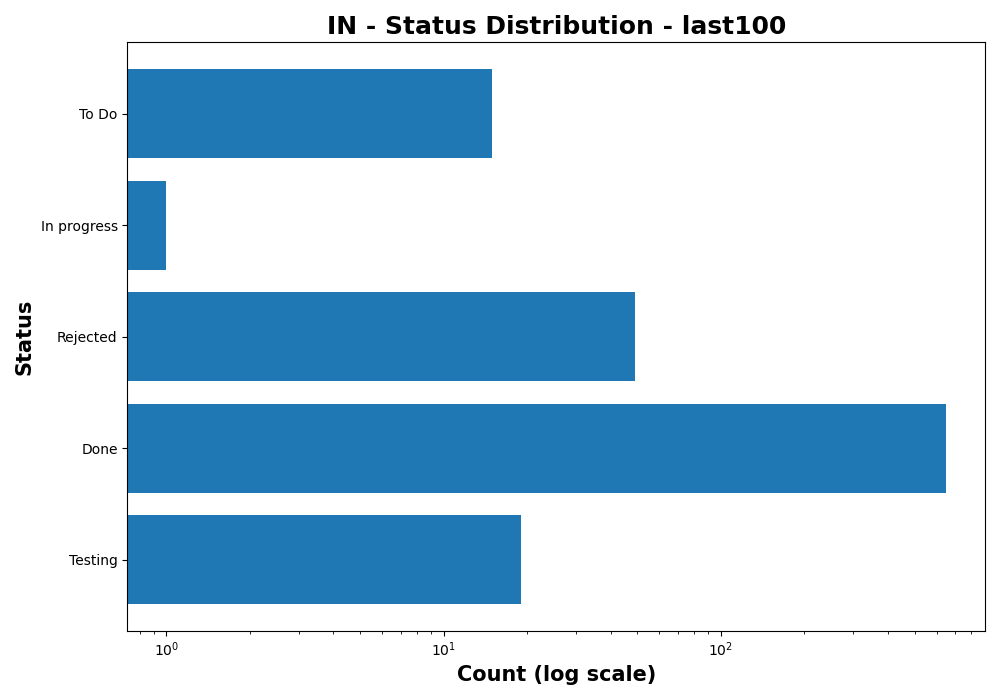 IN - Status Distribution - last100
To Do
In progress
Rejected
Done
Testing
Status
10⁰
10¹
10²
Count (log scale)